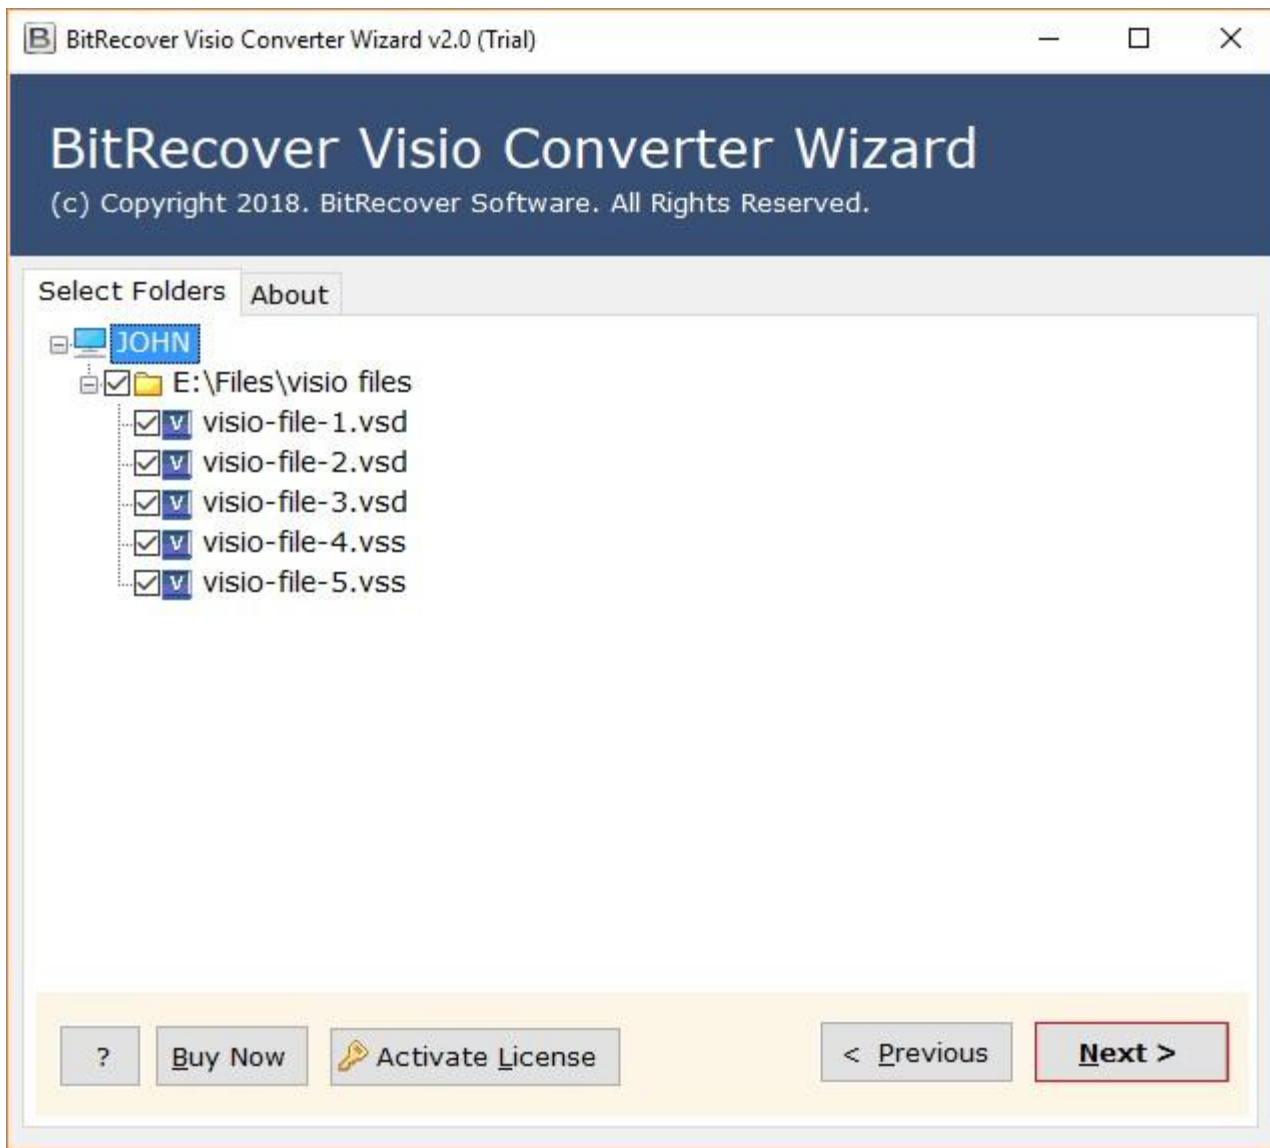 BitRecover Visio Converter Wizard v2.0 (Trial)
BitRecover Visio Converter Wizard
(c) Copyright 2018. BitRecover Software. All Rights Reserved.
Select Folders About
JOHN
E:\Files\visio files
visio-file-1.vsd
visio-file-2.vsd
visio-file-3.vsd
visio-file-4.vss
visio-file-5.vss
? Buy Now Activate License < Previous Next >